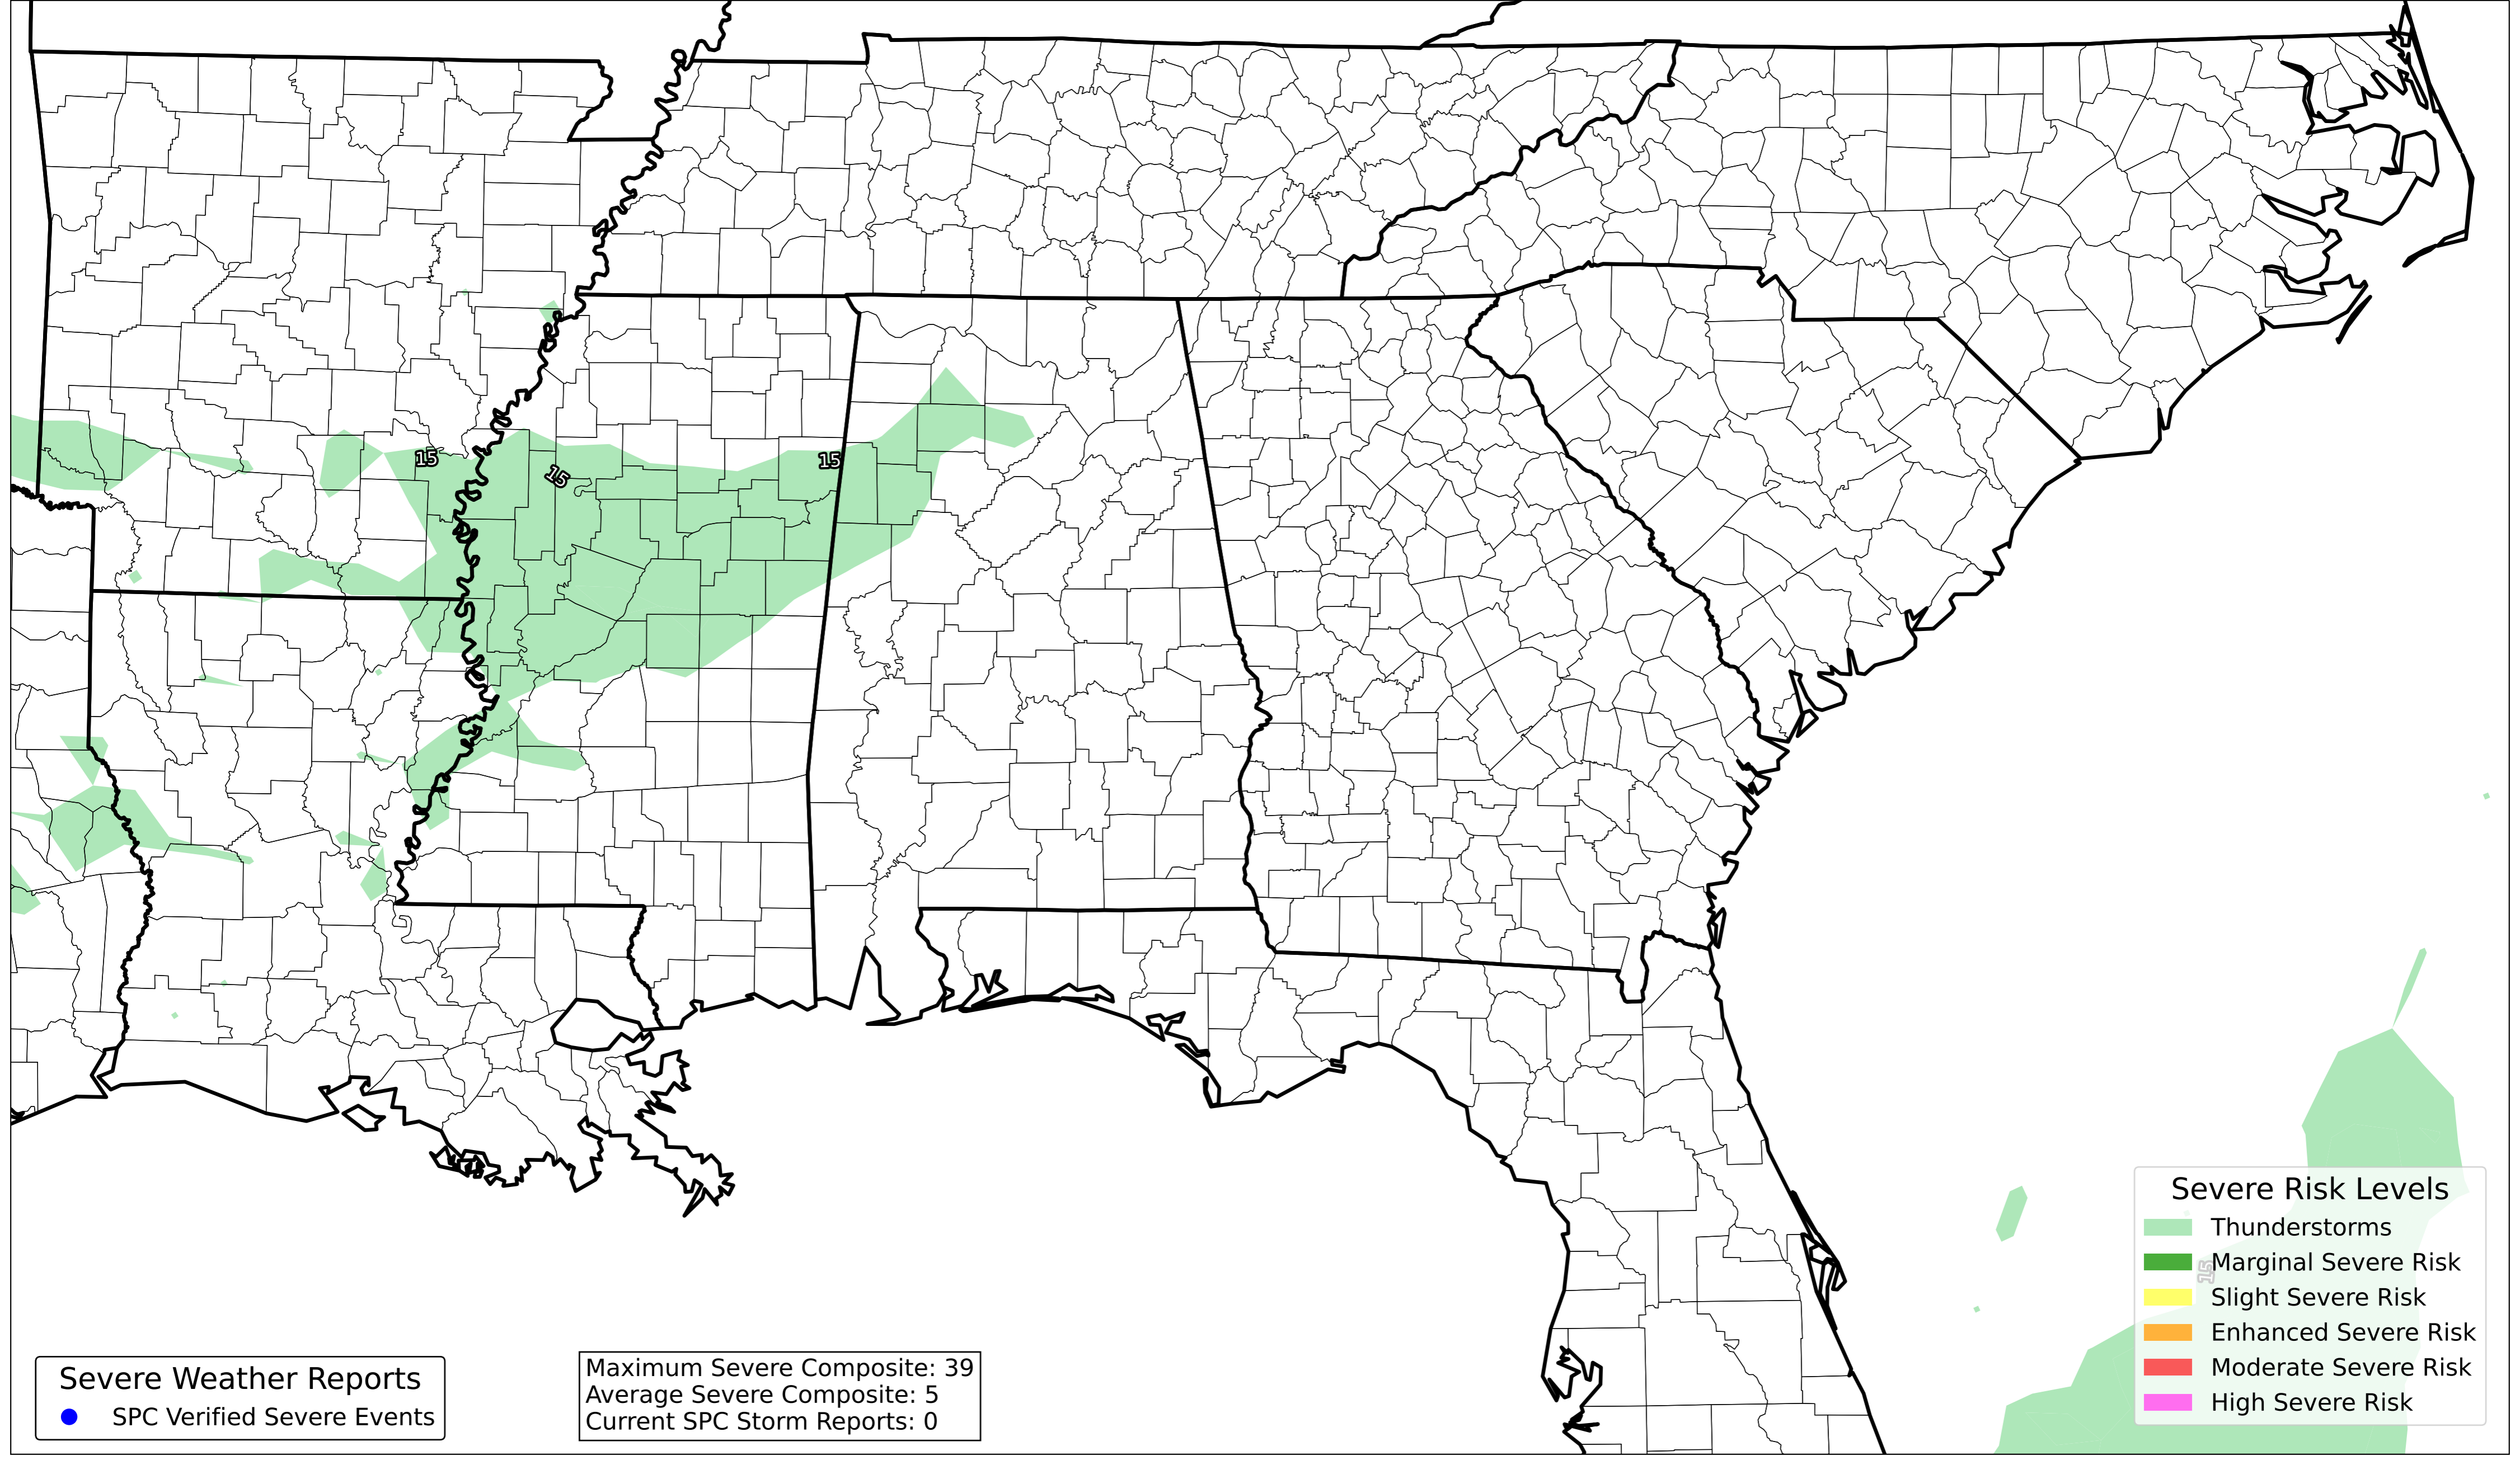 15
15
15
Severe Risk Levels
Thunderstorms
15
Marginal Severe Risk
Slight Severe Risk
Enhanced Severe Risk
Moderate Severe Risk
High Severe Risk
Severe Weather Reports
SPC Verified Severe Events
Maximum Severe Composite: 39
Average Severe Composite: 5
Current SPC Storm Reports: 0